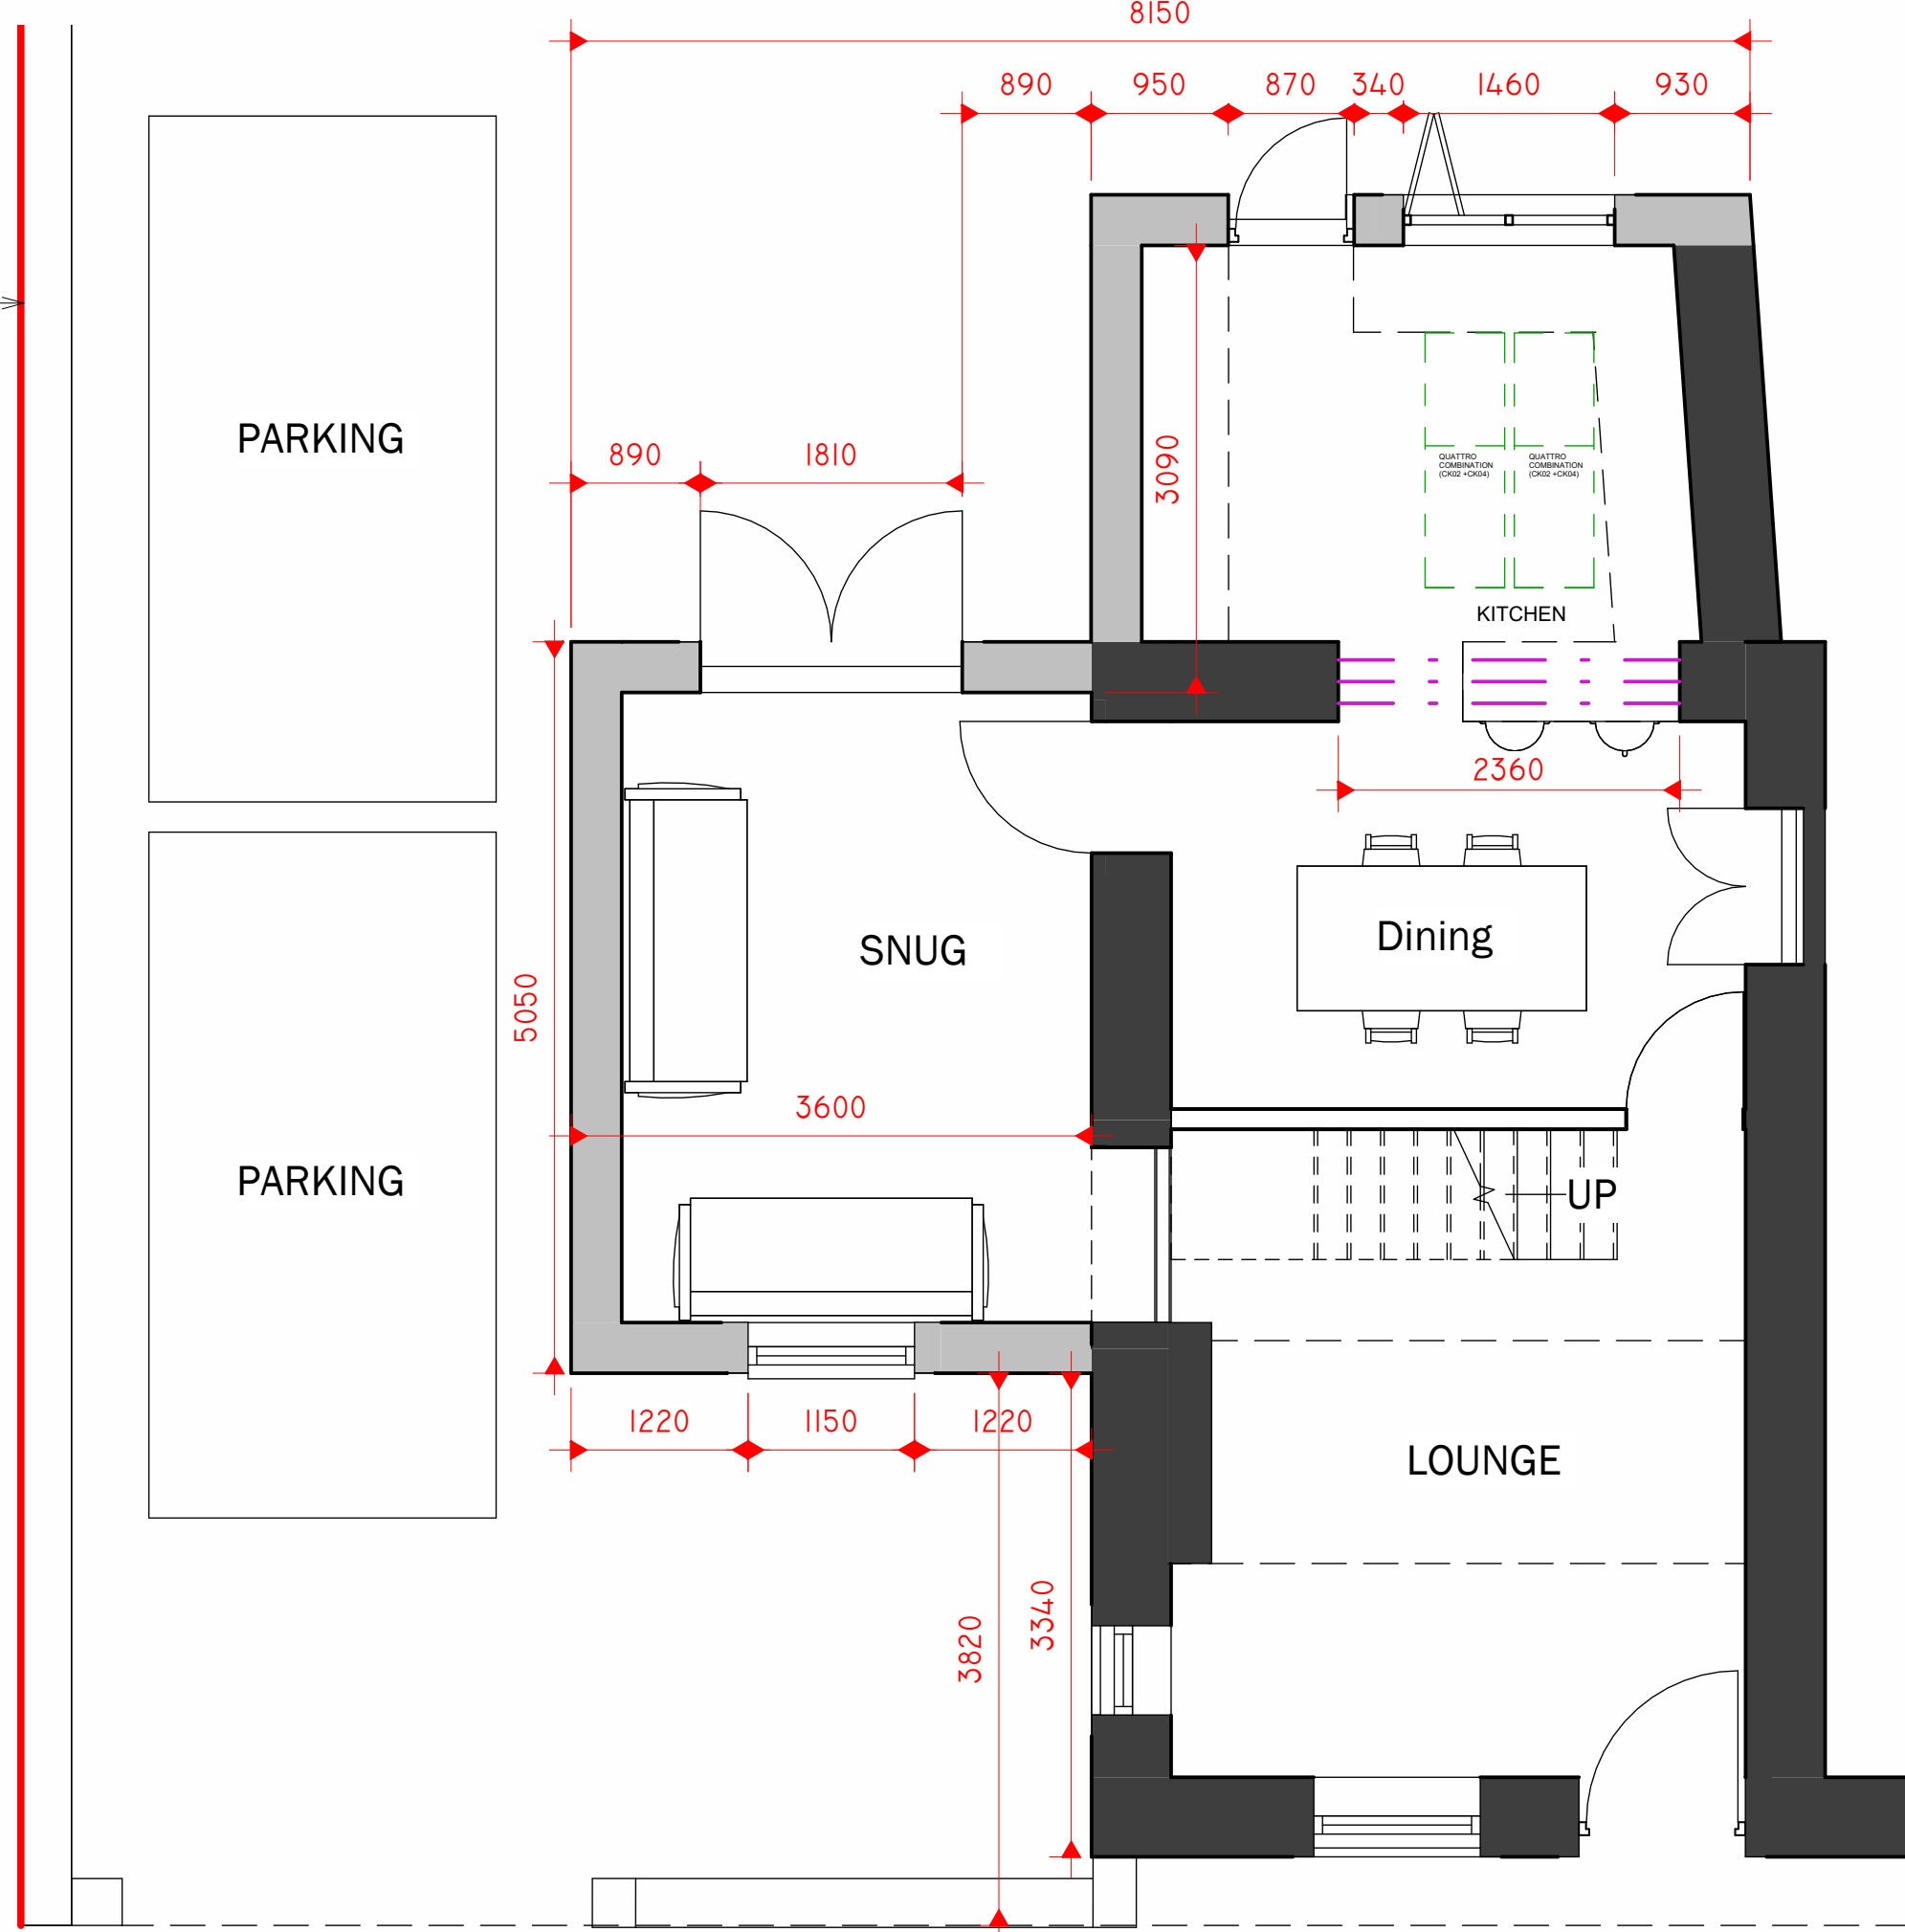 8150
890 950 870 340 1460 930
PARKING
890 1810
3090
QUATTRO
COMBINATION
(CK02 +CK04)
QUATTRO
COMBINATION
(CK02 +CK04)
KITCHEN
2360
SNUG
Dining
5050
3600
PARKING
UP
1220 1150 1220
LOUNGE
3820
3340